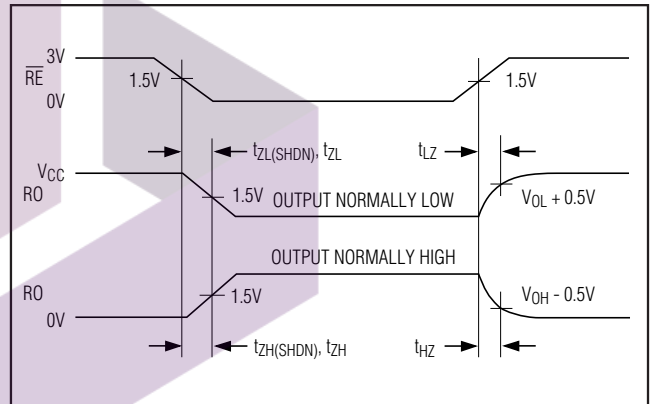 3V
RE
1.5V
1.5V
0V
tZL(SHDN), tZL
tLZ
VCC
RO
1.5V
OUTPUT NORMALLY LOW
VOL + 0.5V
OUTPUT NORMALLY HIGH
RO
1.5V
VOH - 0.5V
0V
tZH(SHDN), tZH
tHZ